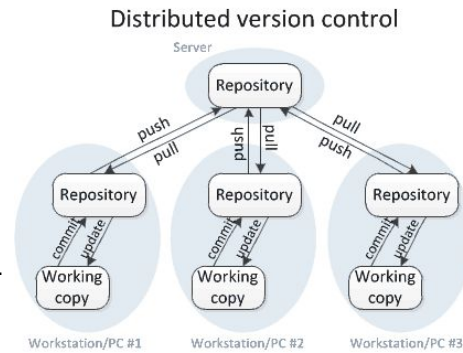 Distributed version control
Server
Repository
push
pull
push
pull
pull
push
Repository
Repository
Repository
commit
update
commit
update
commit
update
Working
copy
Working
copy
Working
copy
Workstation/PC #1
Workstation/PC #2
Workstation/PC #3